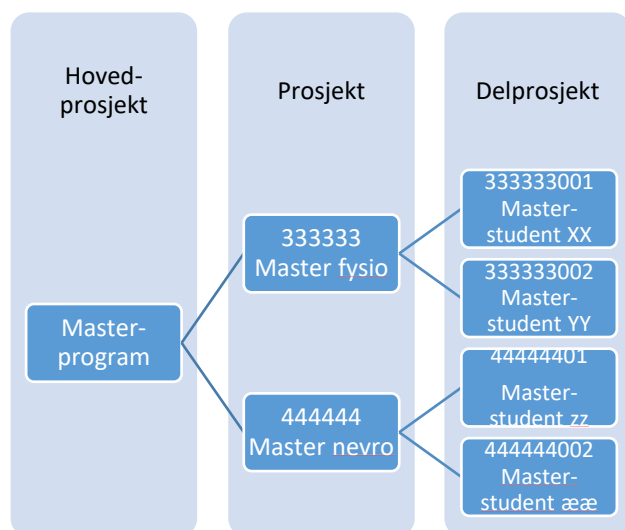 Hoved-
prosjekt
Prosjekt
Delprosjekt
Master-
program
333333
Master fysio
444444
Master nevro
333333001
Master-
student XX
333333002
Master-
student YY
44444401
Master-
student zz
444444002
Master-
student ææ